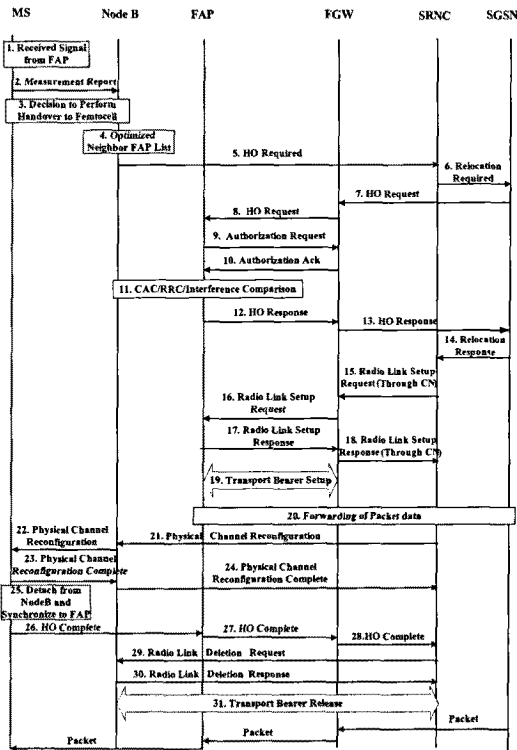 MS Node B FAP FGW SRNC SGSN
1. Received Signal
from FAP
2. Measurement Report
3. Decision to Perform
Handover to Femtocell
4. Optimized
Neighbor FAP List
5. HO Required
6. Relocation
Required
7. HO Request
8. HO Request
9. Authorization Request
10. Authorization Ack
11. CAC/RRC/Interference Comparison
12. HO Response
13. HO Response
14. Relocation
Response
15. Radio Link Setup
Request (Through CN)
16. Radio Link Setup
Request
17. Radio Link Setup
Response
18. Radio Link Setup
Response (Through CN)
19. Transport Bearer Setup
20. Forwarding of Packet data
21. Physical Channel Reconfiguration
22. Physical Channel
Reconfiguration
23. Physical Channel
Reconfiguration Complete
24. Physical Channel
Reconfiguration Complete
25. Detach from
NodeB and
Synchronize to FAP
26. HO Complete
27. HO Complete
28.HO Complete
29. Radio Link Deletion Request
30. Radio Link Deletion Response
31. Transport Bearer Release
Packet
Packet
Packet